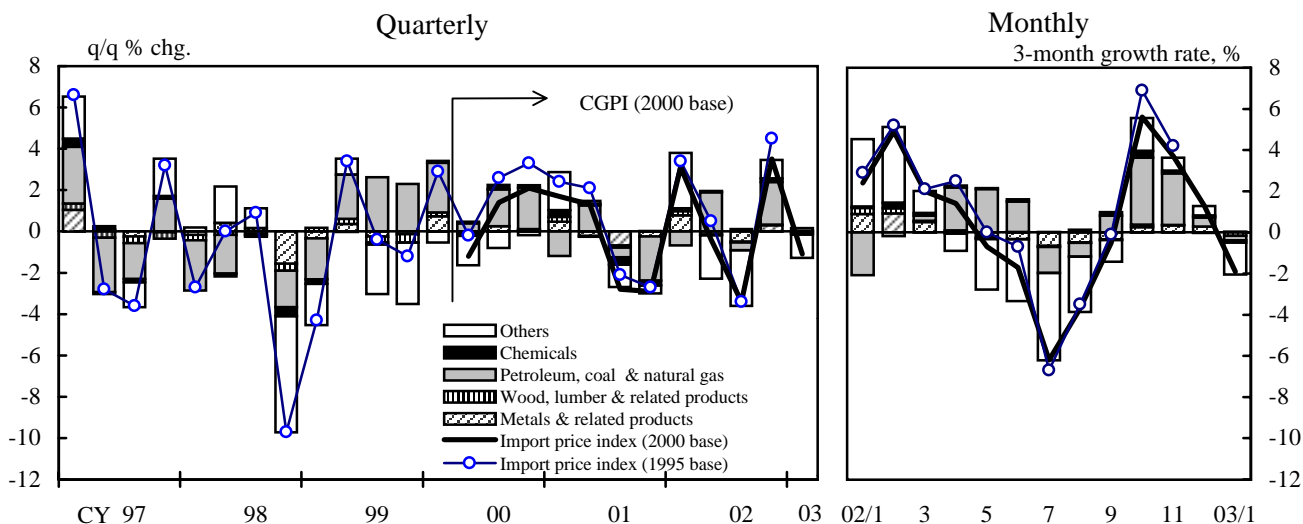 Quarterly
Monthly
q/q % chg.
3-month growth rate, %
8
6
4
2
0
-2
-4
-6
-8
-10
-12
CGPI (2000 base)
Others
Chemicals
Petroleum, coal & natural gas
Wood, lumber & related products
Metals & related products
Import price index (2000 base)
Import price index (1995 base)
8
6
4
2
0
-2
-4
-6
-8
-10
-12
CY 97 98 99 00 01 02 03
02/1 3 5 7 9 11 03/1